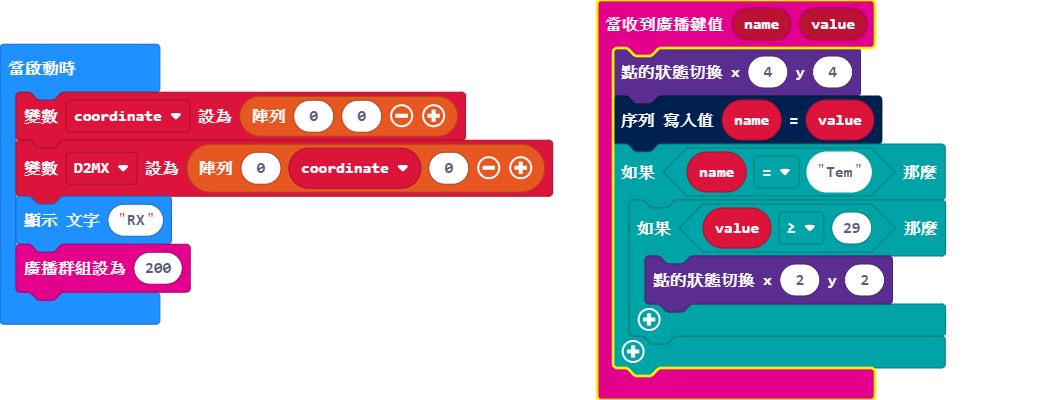 當啟動時
變數 coordinate 設為 陣列 0 0
變數 D2MX 設為 陣列 0 coordinate 0
顯示 文字 "RX"
廣播群組設為 200
當收到廣播鍵值 name value
點的狀態切換 x 4 y 4
序列 寫入值 name = value
如果 name = "Tem" 那麼
如果 value ≥ 29 那麼
點的狀態切換 x 2 y 2